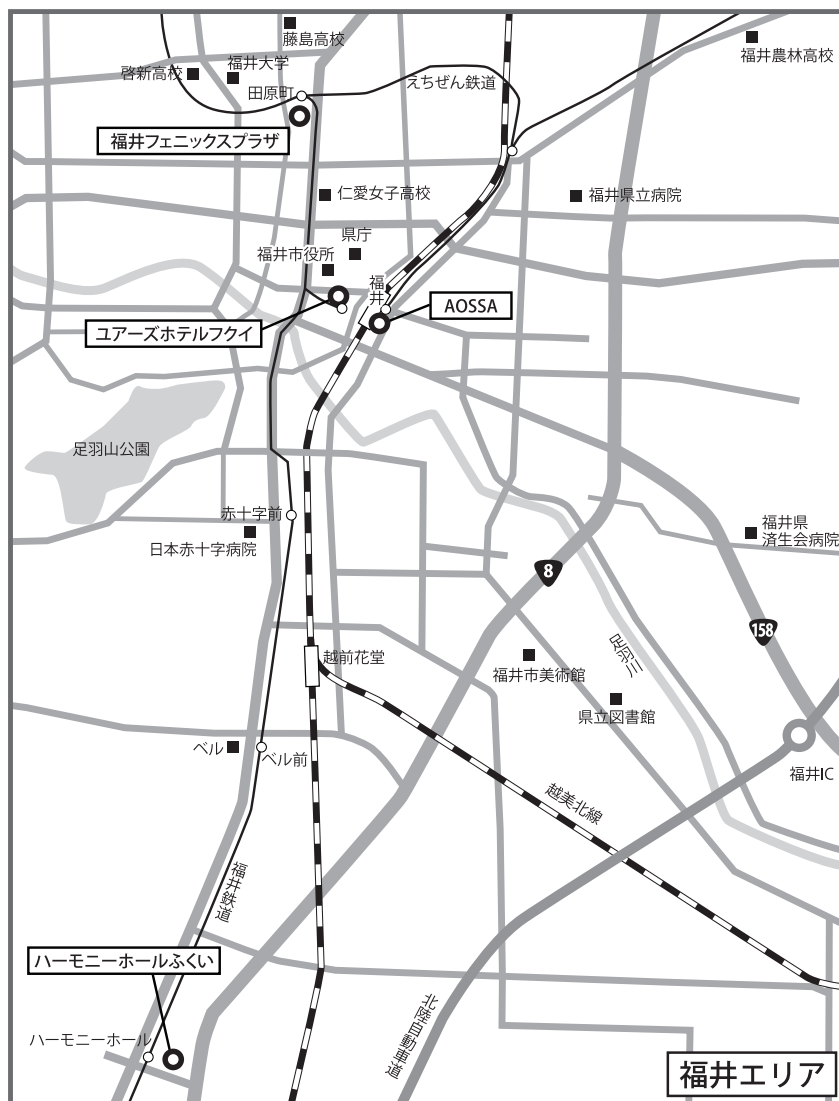 藤島高校
福井大学
啓新高校
田原町
えちぜん鉄道
福井農林高校
福井フェニックスプラザ
仁愛女子高校
福井県立病院
県庁
福井市役所
福井
AOSSA
ユアーズホテルフクイ
足羽山公園
赤十字前
日本赤十字病院
福井県
済生会病院
8
158
足羽川
越前花堂
福井市美術館
県立図書館
ベル
ベル前
福井IC
越美北線
福井鉄道
ハーモニーホールふくい
北陸自動車道
ハーモニーホール
福井エリア